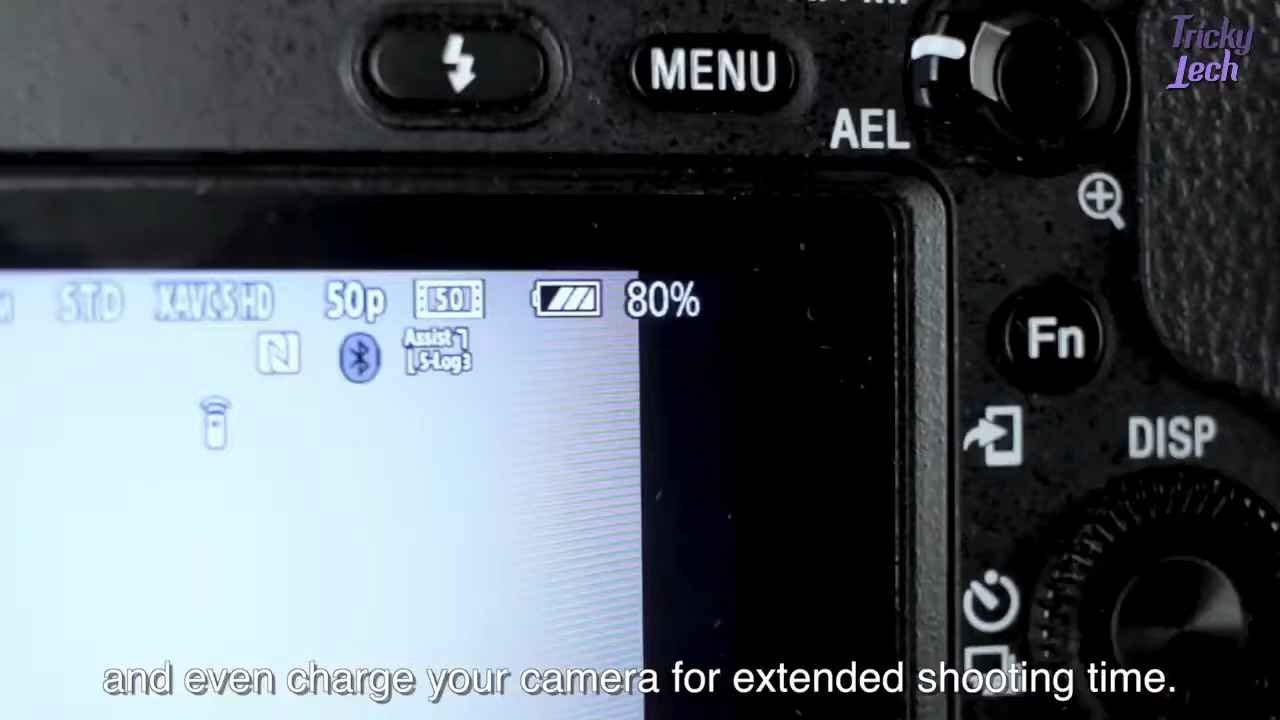 Tricky
Tech
MENU
AEL
STD XAVC S HD 50p 50 80%
Assist
S-Log3
Fn
DISP
and even charge your camera for extended shooting time.